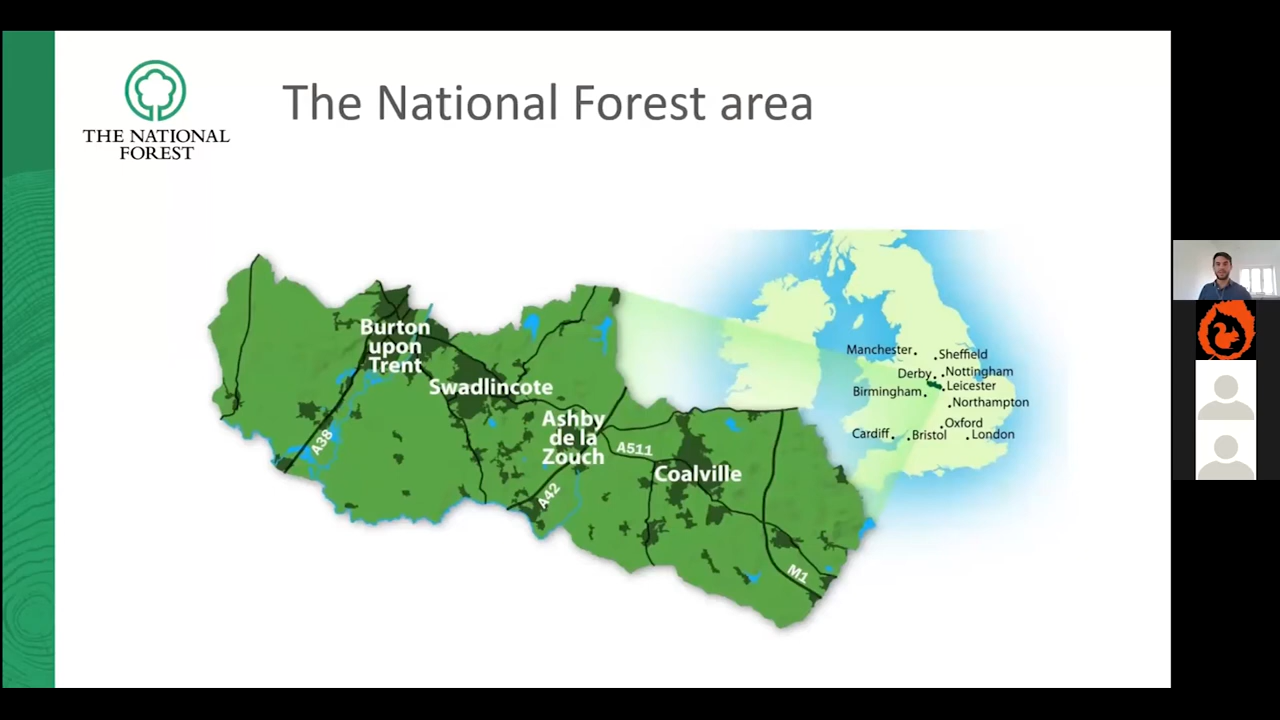 The National Forest area
THE NATIONAL
FOREST
Burton
upon
Trent
Swadlincote
Ashby
de la
Zouch
A38
A42
A511
Coalville
M1
Manchester
Sheffield
Derby
Nottingham
Birmingham
Leicester
Northampton
Oxford
Cardiff
Bristol
London